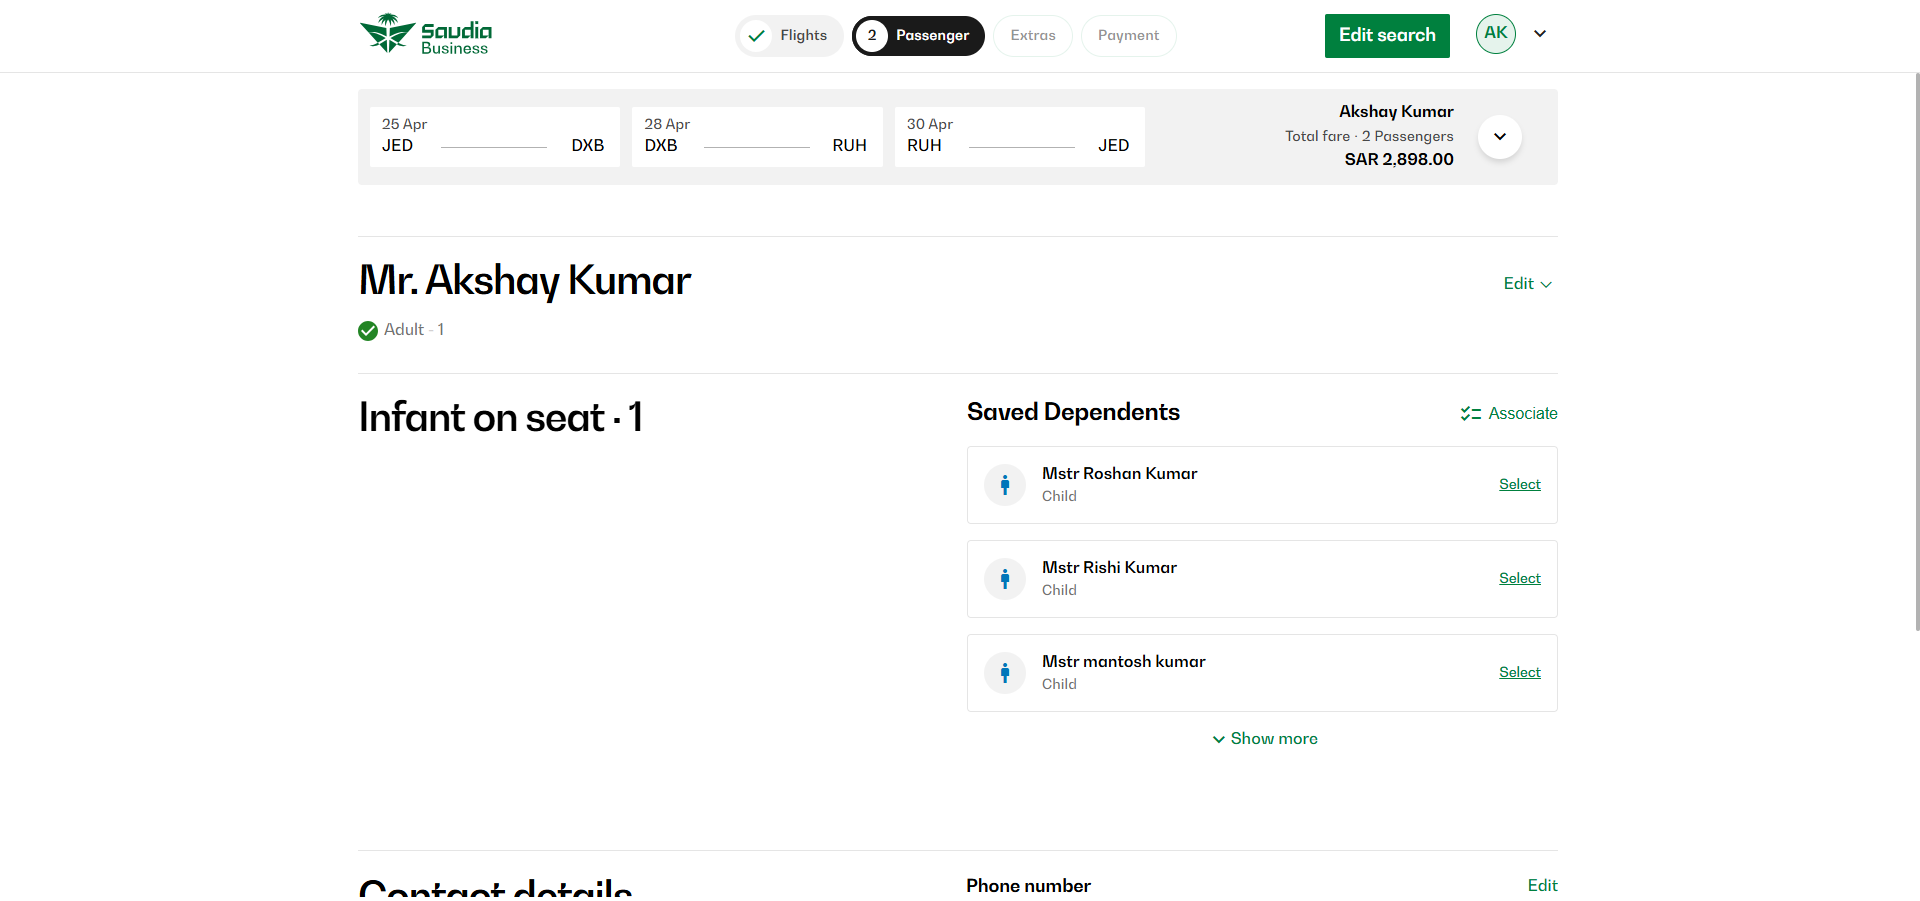 Saudia
Business
Flights
2 Passenger
Extras
Payment
Edit search
AK
25 Apr
JED DXB
28 Apr
DXB RUH
30 Apr
RUH JED
Akshay Kumar
Total fare · 2 Passengers
SAR 2,898.00
Mr. Akshay Kumar
Edit
Adult - 1
Infant on seat · 1
Saved Dependents
Associate
Mstr Roshan Kumar
Child
Select
Mstr Rishi Kumar
Child
Select
Mstr mantosh kumar
Child
Select
Show more
Contact details
Phone number
Edit